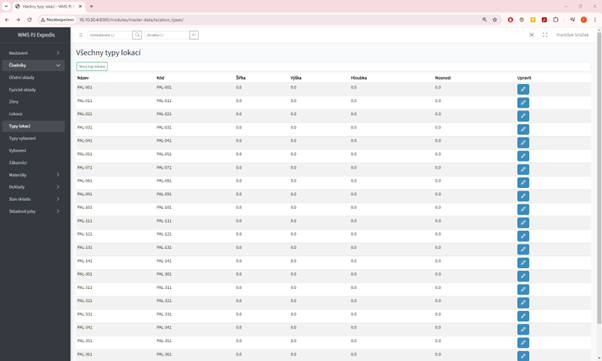 Všechny typy lokací - WMS PJ E
Nezabezpečeno
10.10.30.4:8090/modules/master-data/location_types/
WMS PJ Expedis
František Smíšek
Nastavení
Číselníky
Účetní sklady
Fyzické sklady
Zóny
Lokace
Typy lokací
Typy vybavení
Vybavení
Zákazníci
Materiály
Doklady
Stav skladu
Skladové joby
Všechny typy lokací
Nový typ lokace
Název Kód Šířka Výška Hloubka Nosnost Upravit
PAL-001 PAL-001 0.0 0.0 0.0 0.0
PAL-011 PAL-011 0.0 0.0 0.0 0.0
PAL-021 PAL-021 0.0 0.0 0.0 0.0
PAL-031 PAL-031 0.0 0.0 0.0 0.0
PAL-041 PAL-041 0.0 0.0 0.0 0.0
PAL-051 PAL-051 0.0 0.0 0.0 0.0
PAL-071 PAL-071 0.0 0.0 0.0 0.0
PAL-081 PAL-081 0.0 0.0 0.0 0.0
PAL-091 PAL-091 0.0 0.0 0.0 0.0
PAL-101 PAL-101 0.0 0.0 0.0 0.0
PAL-111 PAL-111 0.0 0.0 0.0 0.0
PAL-121 PAL-121 0.0 0.0 0.0 0.0
PAL-131 PAL-131 0.0 0.0 0.0 0.0
PAL-141 PAL-141 0.0 0.0 0.0 0.0
PAL-301 PAL-301 0.0 0.0 0.0 0.0
PAL-311 PAL-311 0.0 0.0 0.0 0.0
PAL-321 PAL-321 0.0 0.0 0.0 0.0
PAL-331 PAL-331 0.0 0.0 0.0 0.0
PAL-341 PAL-341 0.0 0.0 0.0 0.0
PAL-351 PAL-351 0.0 0.0 0.0 0.0
PAL-361 PAL-361 0.0 0.0 0.0 0.0